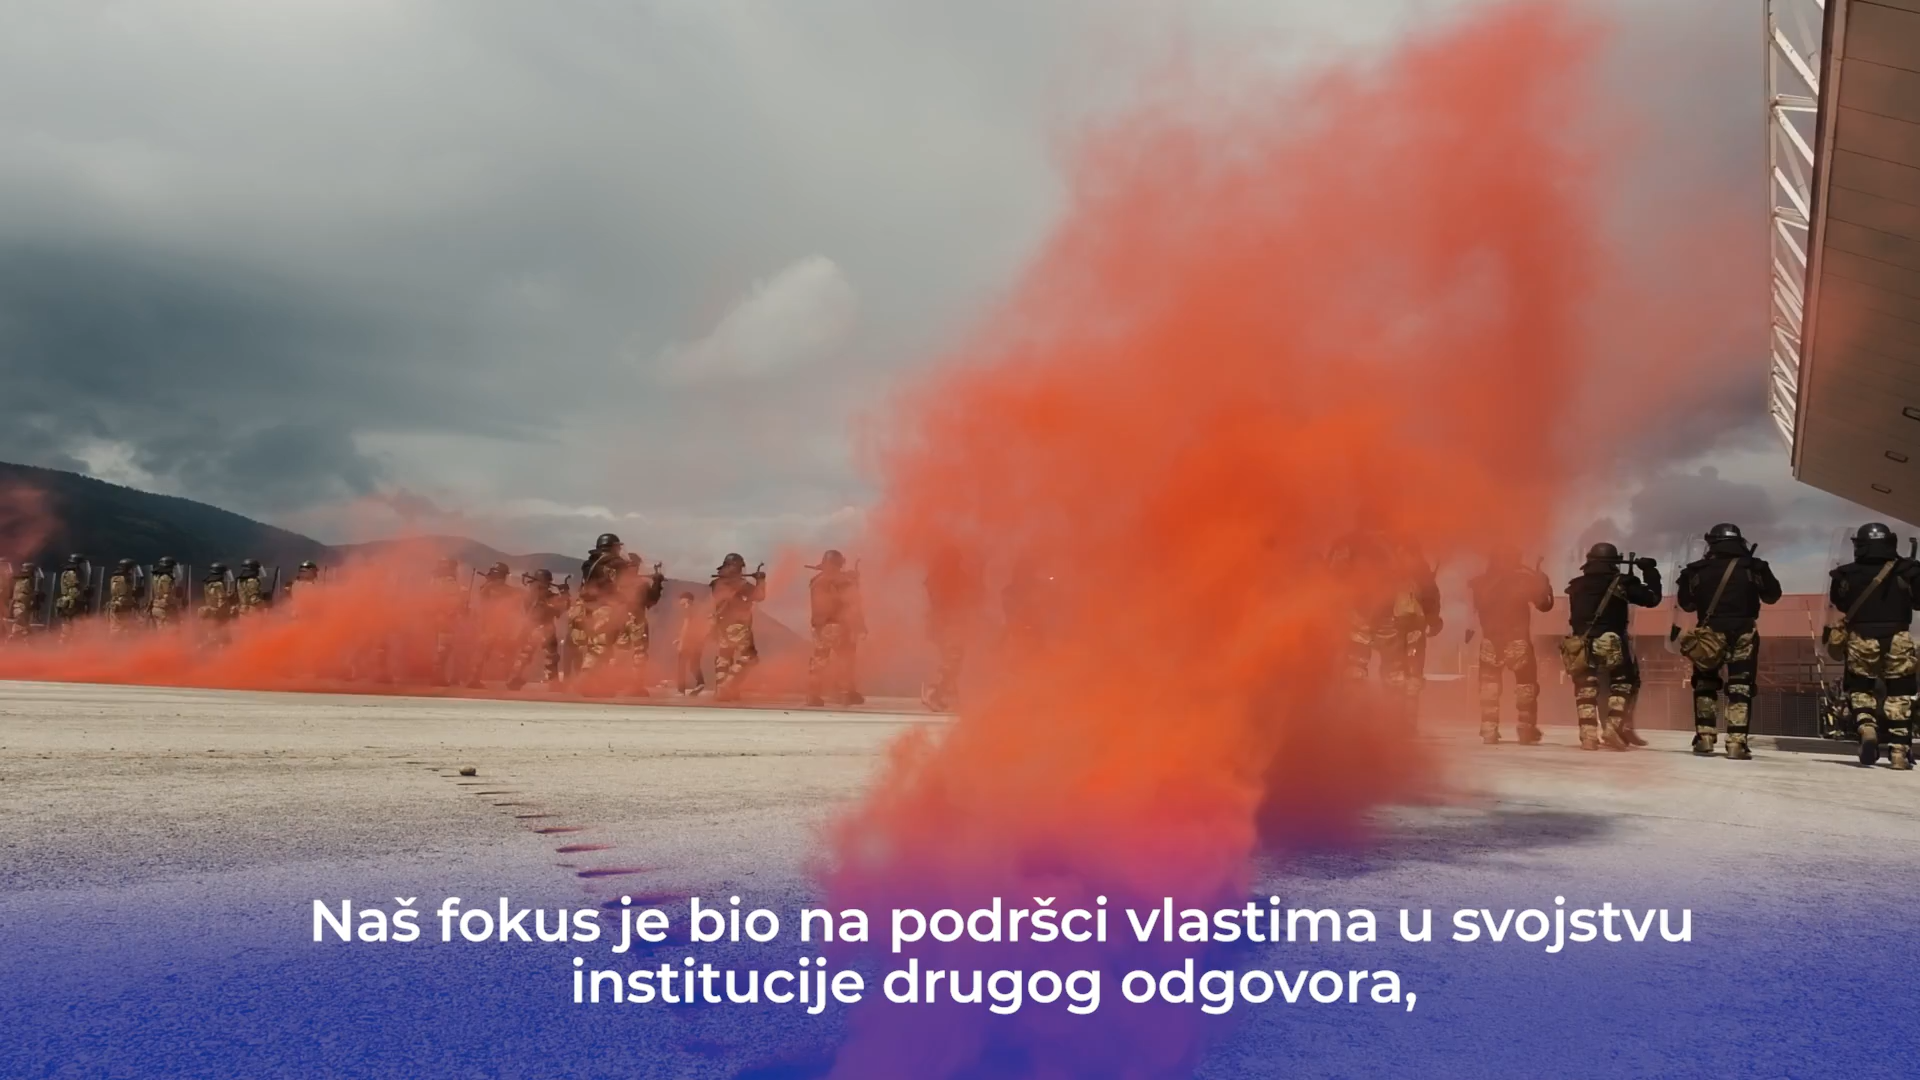 Naš fokus je bio na podršci vlastima u svojstvu
institucije drugog odgovora,